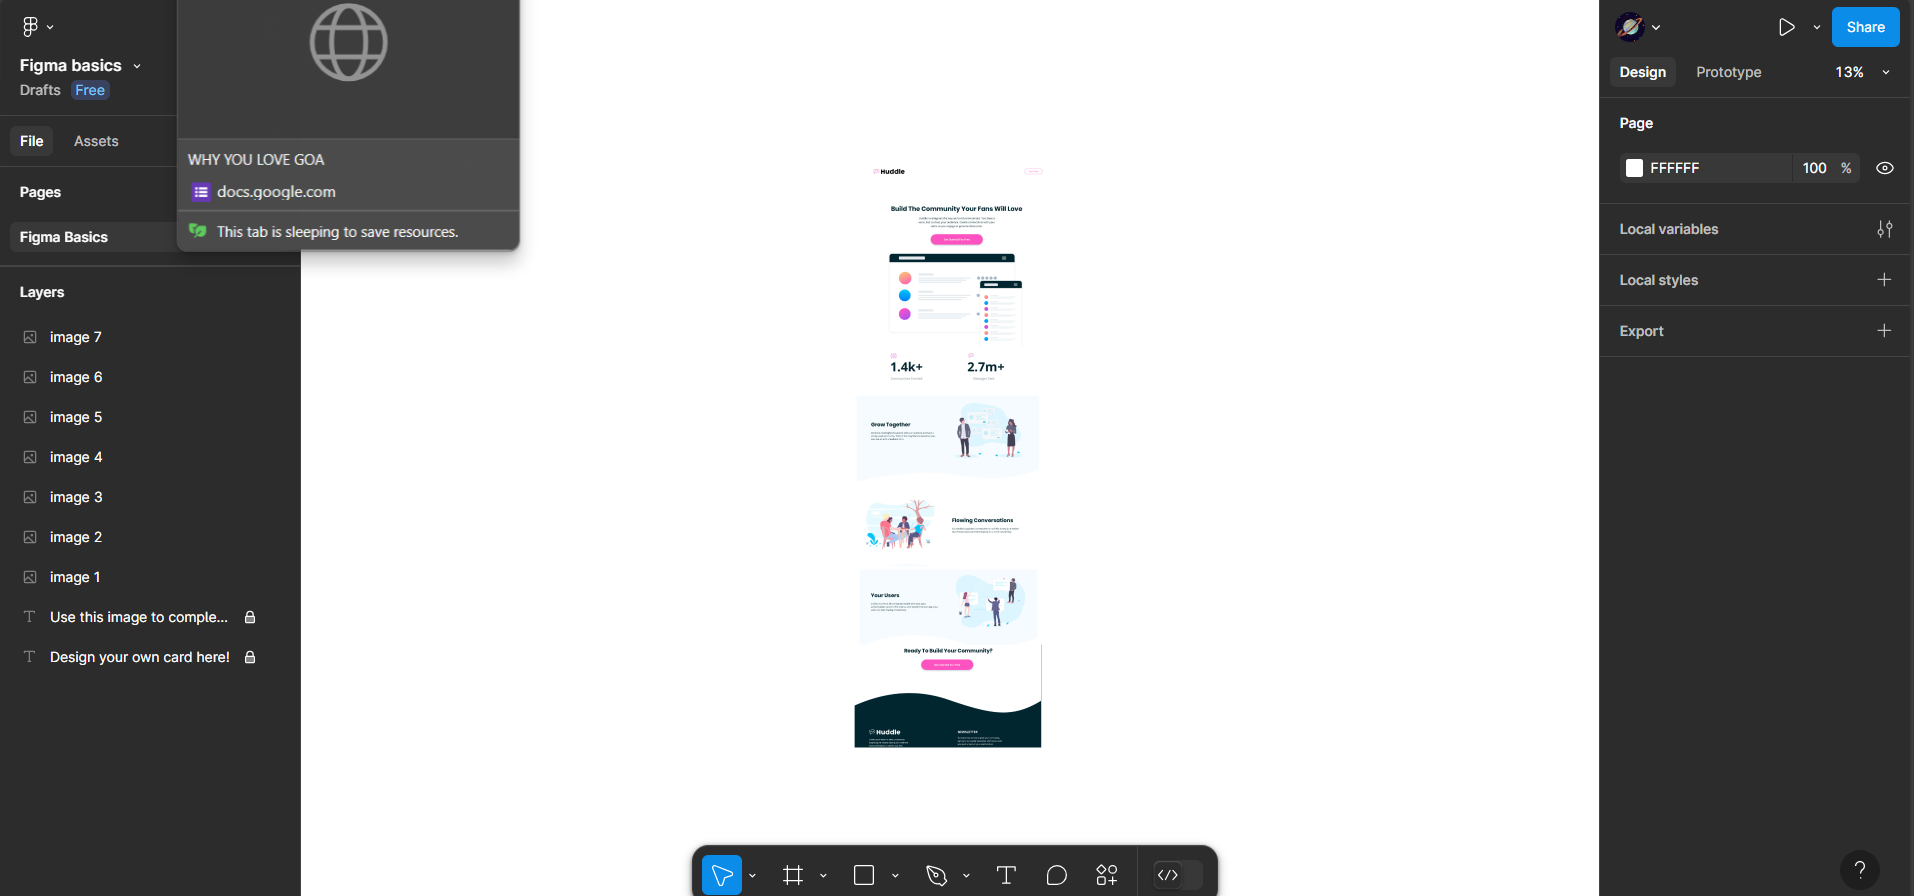 Figma basics
Drafts Free
File Assets
Pages
Figma Basics
WHY YOU LOVE GOA
docs.google.com
This tab is sleeping to save resources.
Layers
image 7
image 6
image 5
image 4
image 3
image 2
image 1
Use this image to comple...
Design your own card here!
Huddle
Build The Community Your Fans Will Love
1.4k+ 2.7m+
Grow Together
Flowing Conversations
Your Users
Ready To Build Your Community?
Huddle
NEWSLETTER
Share
Design Prototype 13%
Page
FFFFFF 100 %
Local variables
Local styles
Export
?